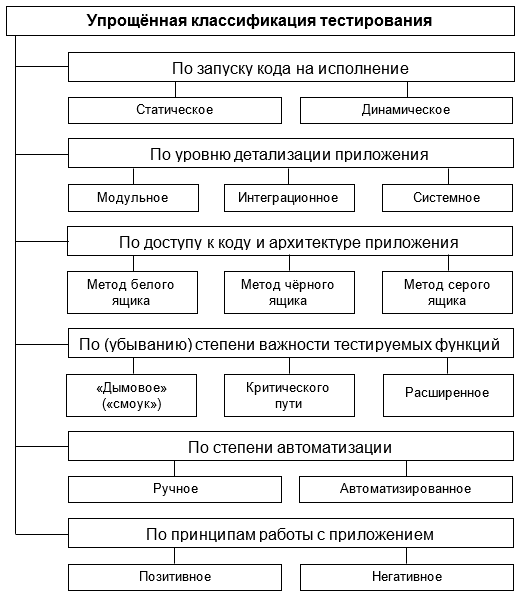 Упрощённая классификация тестирования
По запуску кода на исполнение
Статическое
Динамическое
По уровню детализации приложения
Модульное
Интеграционное
Системное
По доступу к коду и архитектуре приложения
Метод белого
ящика
Метод чёрного
ящика
Метод серого
ящика
По (убыванию) степени важности тестируемых функций
«Дымовое»
(«смоук»)
Критического
пути
Расширенное
По степени автоматизации
Ручное
Автоматизированное
По принципам работы с приложением
Позитивное
Негативное